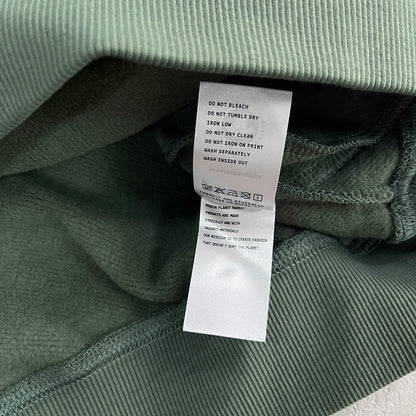 DO NOT BLEACH
DO NOT TUMBLE DRY
IRON LOW
DO NOT DRY CLEAN
DO NOT IRON ON PRINT
WASH SEPARATELY
WASH INSIDE OUT
PLANET
PRODUCTS ARE MADE
ETHICALLY AND WITH
ORGANIC MATERIALS
OUR MISSION IS TO CREATE FASHION
THAT DOESN'T HURT THE PLANET